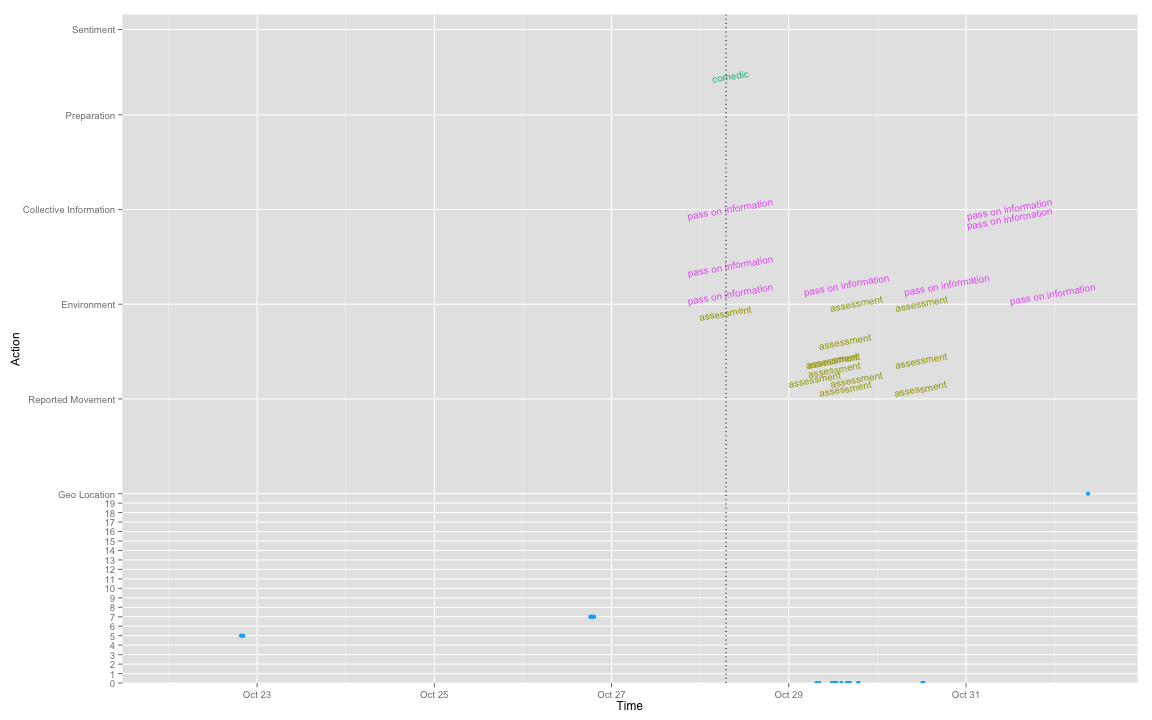 Sentiment
comedic
Preparation
Collective Information
pass on information
pass on information
pass on information
pass on information
Environment
pass on information
pass on information
pass on information
pass on information
assessment
assessment
assessment
Action
assessment
assessment
assessment
assessment
assessment
assessment
assessment
assessment
assessment
Reported Movement
Geo Location
19
18
17
16
15
14
13
12
11
10
9
8
7
6
5
4
3
2
1
0
Oct 23
Oct 25
Oct 27
Oct 29
Oct 31
Time